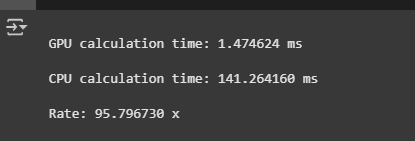 GPU calculation time: 1.474624 ms
CPU calculation time: 141.264160 ms
Rate: 95.796730 x